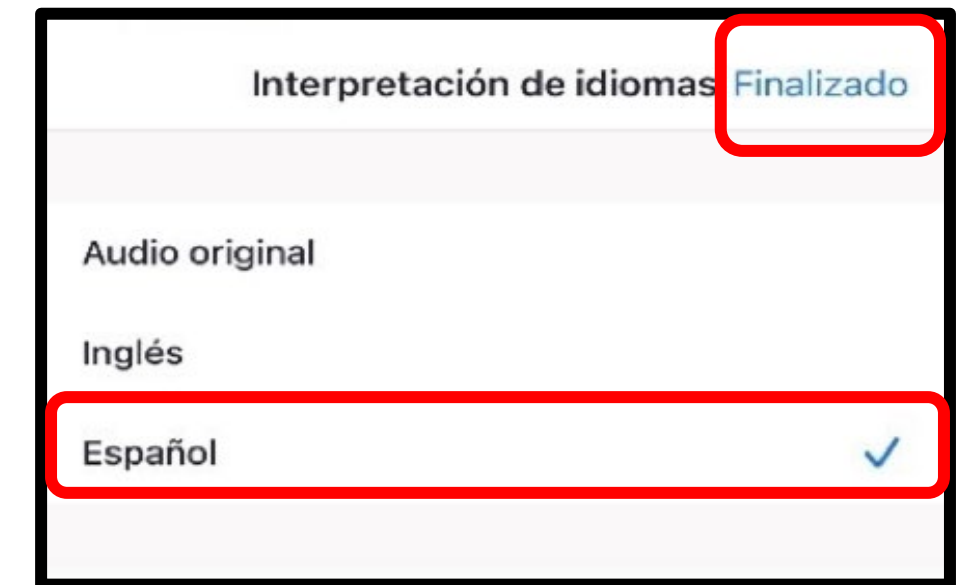 Interpretación de idiomas Finalizado
Audio original
Inglés
Español